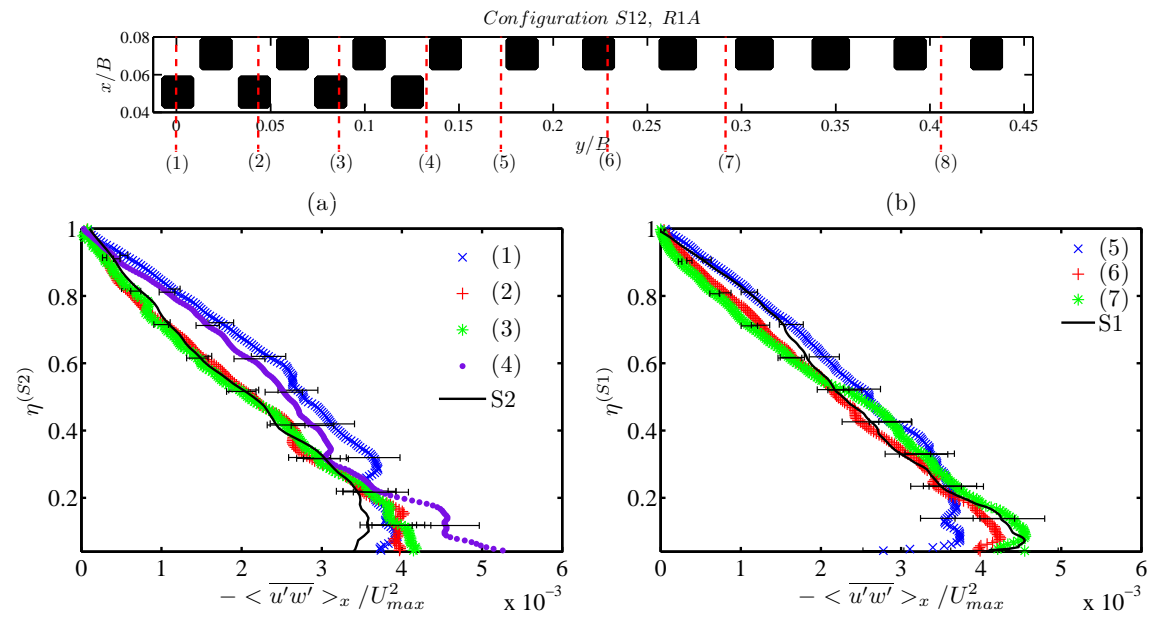 Configuration S12, R1A
0.08
0.06
0.04
x/B
0 0.05 0.1 0.15 0.2 0.25 0.3 0.35 0.4 0.45
y/B
(1) (2) (3) (4) (5) (6) (7) (8)
(a) (b)
1
0.8
0.6
0.4
0.2
η^(S2)
(1)
(2)
(3)
(4)
S2
0 1 2 3 4 5 6
− < \overline{u'w'} >_x /U²_max
x 10⁻³
1
0.8
0.6
0.4
0.2
η^(S1)
(5)
(6)
(7)
S1
0 1 2 3 4 5 6
− < \overline{u'w'} >_x /U²_max
x 10⁻³